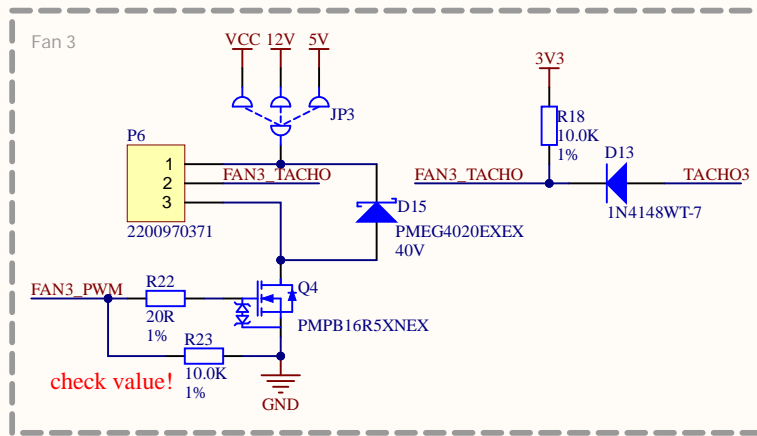 Fan 3
VCC 12V 5V
JP3
3V3
R18
10.0K
1%
P6
1
2
3
2200970371
FAN3_TACHO
FAN3_TACHO
D13
TACHO3
1N4148WT-7
D15
PMEG4020EXEX
40V
FAN3_PWM
R22
20R
1%
Q4
PMPB16R5XNEX
R23
10.0K
1%
check value!
GND